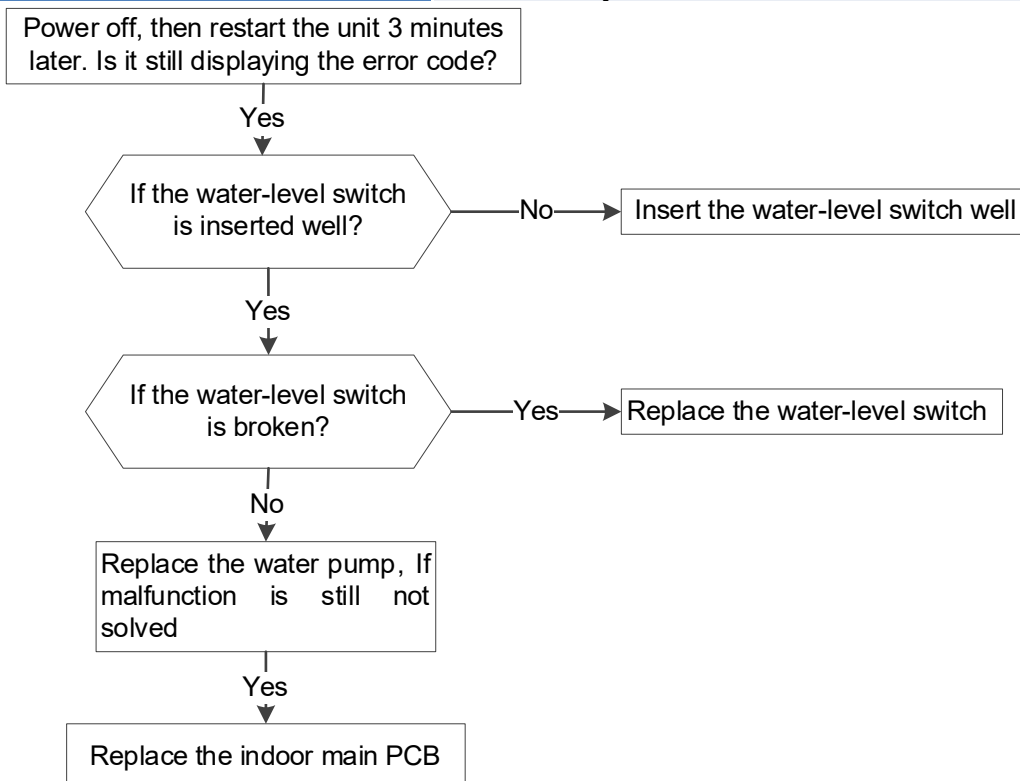 Power off, then restart the unit 3 minutes
later. Is it still displaying the error code?
Yes
If the water-level switch
is inserted well?
No
Insert the water-level switch well
Yes
If the water-level switch
is broken?
Yes
Replace the water-level switch
No
Replace the water pump, If
malfunction is still not
solved
Yes
Replace the indoor main PCB